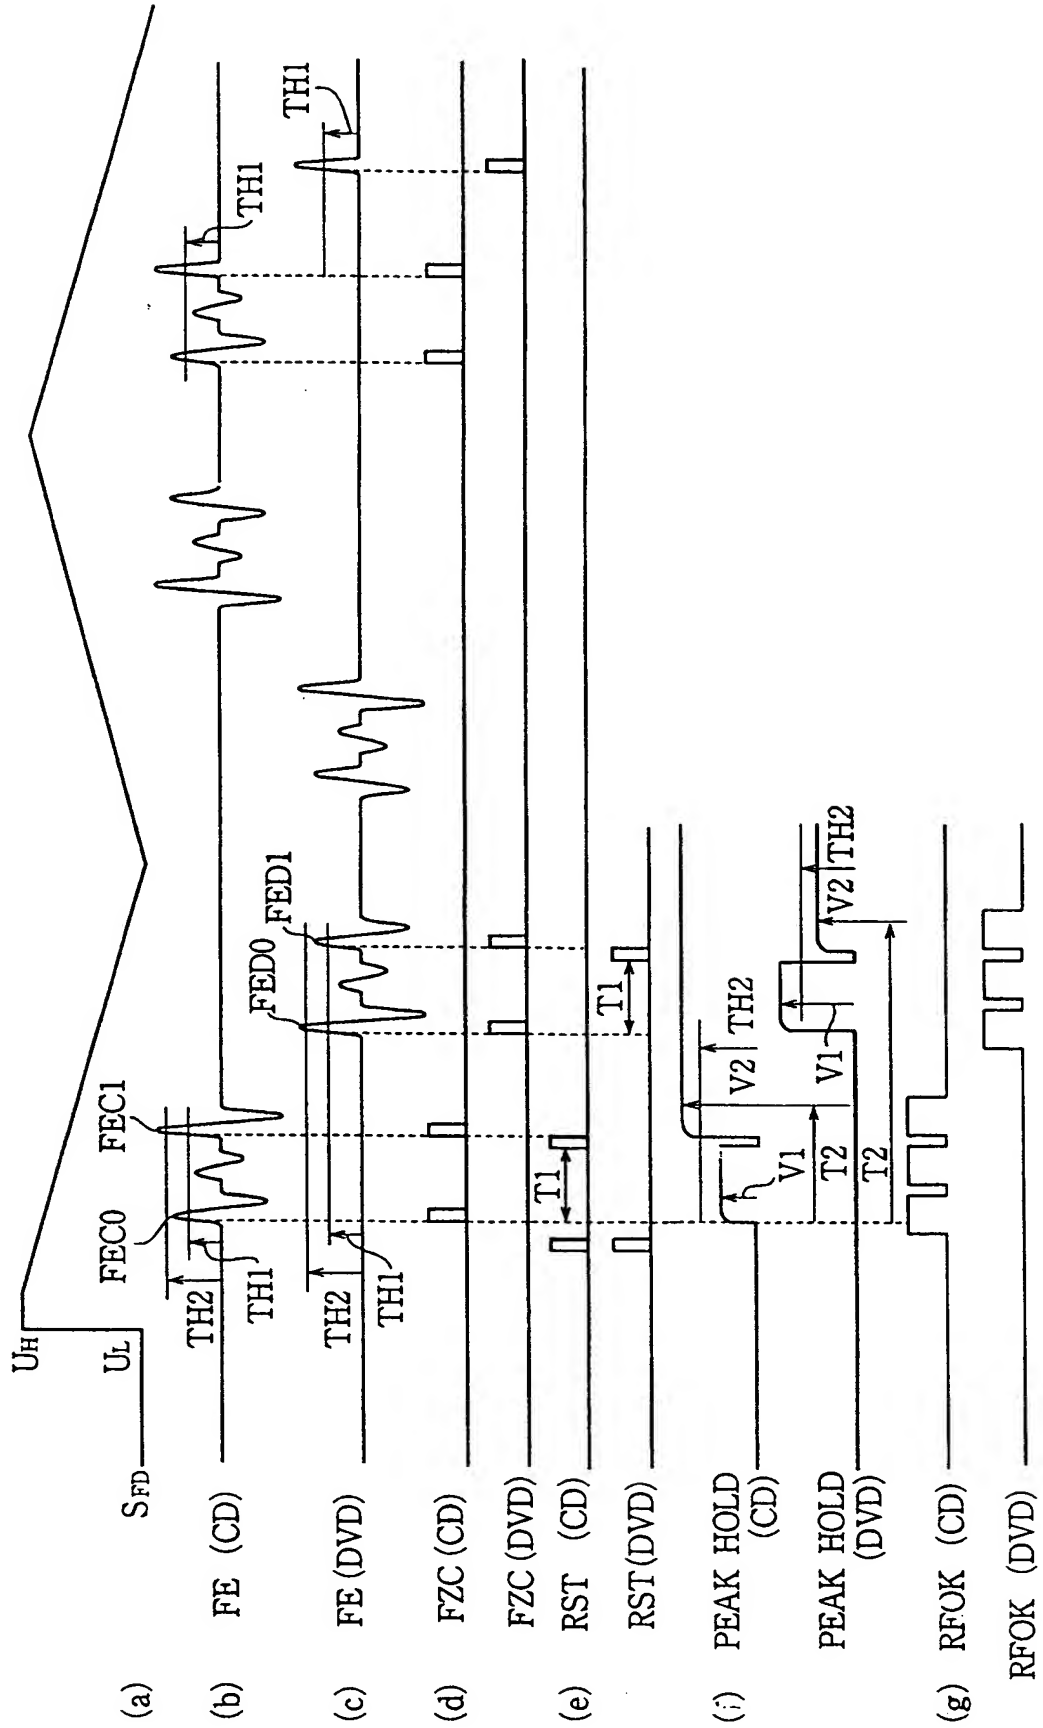 (a) SFD UL UH
(b) FE (CD) TH2 TH1 FEC0 FEC1 TH1
(c) FE (DVD) TH2 TH1 FED0 FED1 TH1
(d) FZC (CD)
FZC (DVD)
(e) RST (CD) T1
RST (DVD) T1
(f) PEAK HOLD
(CD)
V1 V2 TH2
T2
PEAK HOLD
(DVD)
V1 V2 TH2
T2
(g) RFOK (CD)
RFOK (DVD)